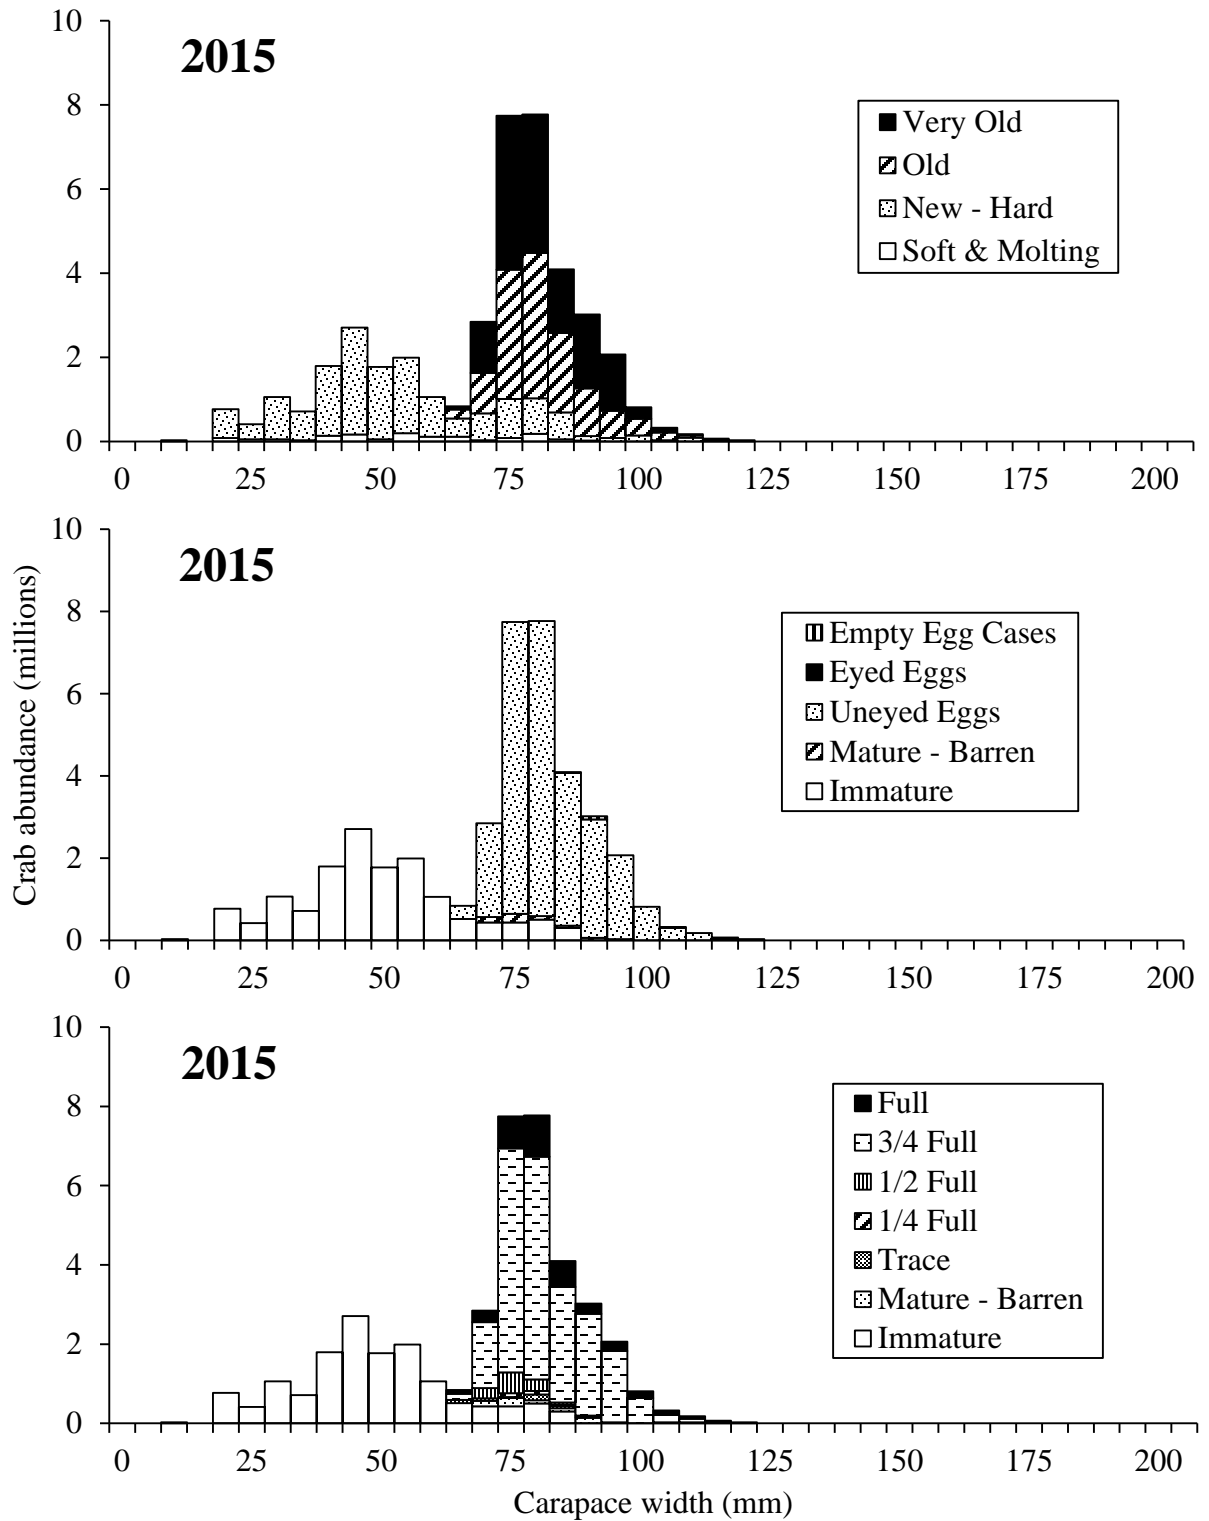 10
8
6
4
2
0
2015
Very Old
Old
New - Hard
Soft & Molting
0 25 50 75 100 125 150 175 200
Crab abundance (millions)
10
8
6
4
2
0
2015
Empty Egg Cases
Eyed Eggs
Uneyed Eggs
Mature - Barren
Immature
0 25 50 75 100 125 150 175 200
10
8
6
4
2
0
2015
Full
3/4 Full
1/2 Full
1/4 Full
Trace
Mature - Barren
Immature
0 25 50 75 100 125 150 175 200
Carapace width (mm)